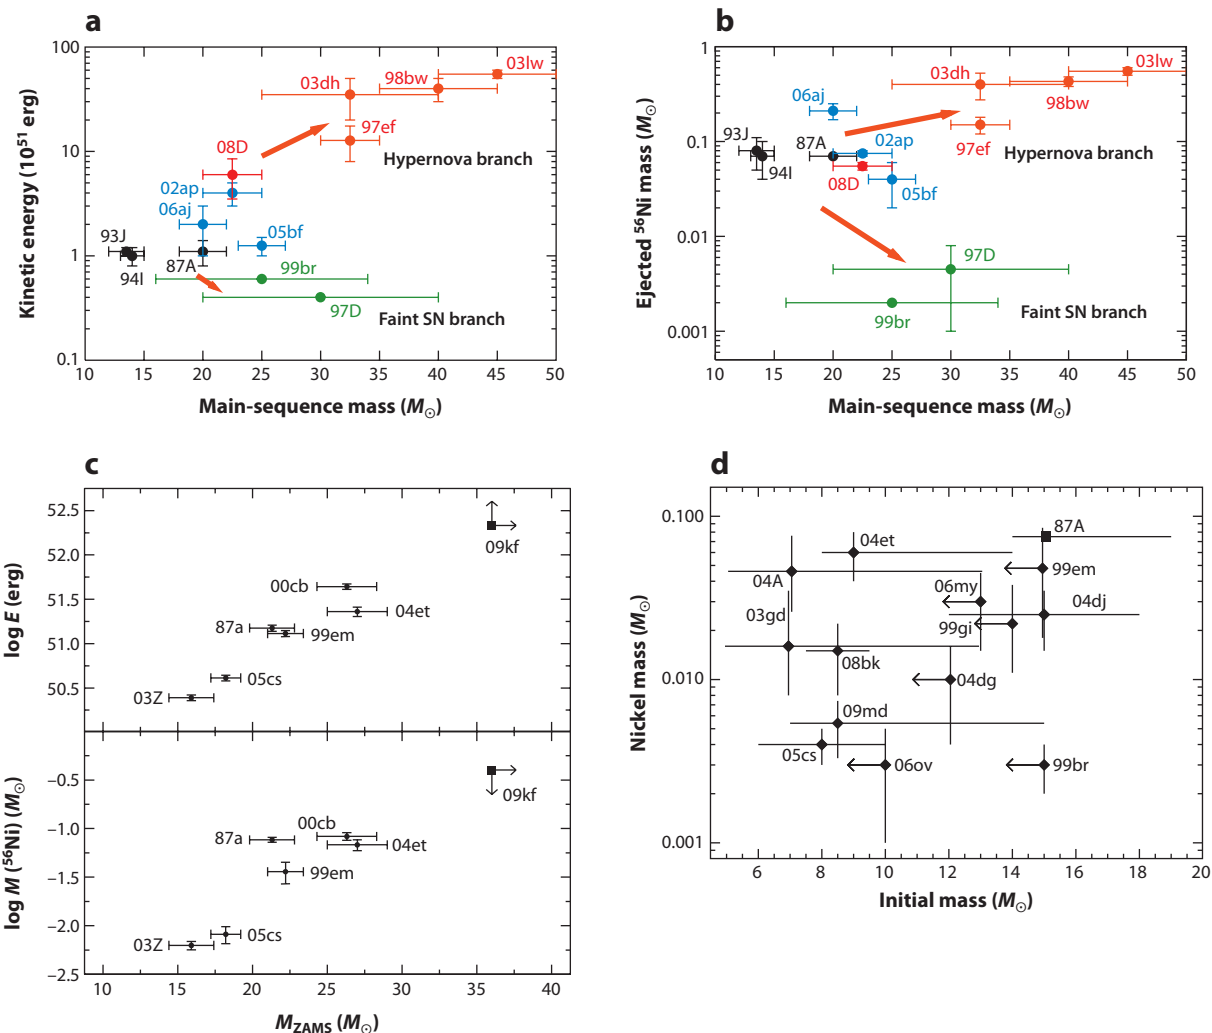 a
Kinetic energy (10⁵¹ erg)
100
10
1
0.1
03lw
98bw
03dh
97ef
08D
Hypernova branch
02ap
06aj
05bf
93J
94I
87A
99br
97D
Faint SN branch
10 15 20 25 30 35 40 45 50
Main-sequence mass (M☉)
b
Ejected ⁵⁶Ni mass (M☉)
1
0.1
0.01
0.001
03dh
03lw
98bw
06aj
93J
94I
87A
02ap
97ef
Hypernova branch
08D
05bf
97D
99br
Faint SN branch
10 15 20 25 30 35 40 45 50
Main-sequence mass (M☉)
c
log E (erg)
52.5
52.0
51.5
51.0
50.5
09kf
00cb
04et
87a
99em
05cs
03Z
log M (⁵⁶Ni) (M☉)
−0.5
−1.0
−1.5
−2.0
−2.5
09kf
00cb
87a
04et
99em
03Z
05cs
10 15 20 25 30 35 40
M_ZAMS (M☉)
d
Nickel mass (M☉)
0.100
0.010
0.001
87A
04et
04A
99em
06my
03gd
04dj
99gi
08bk
04dg
09md
05cs
06ov
99br
6 8 10 12 14 16 18 20
Initial mass (M☉)